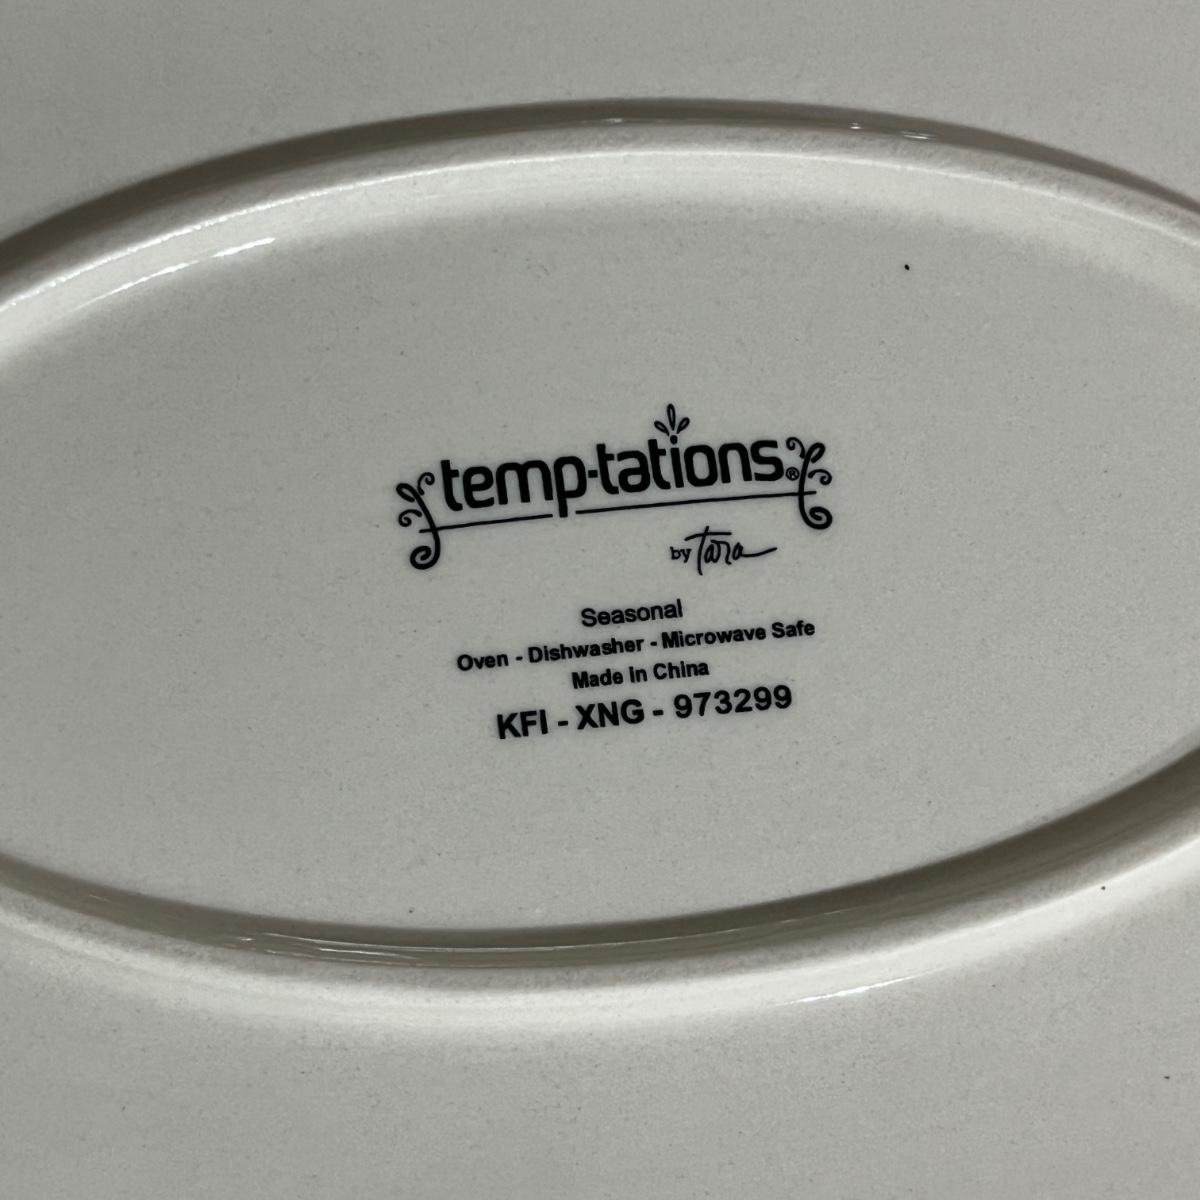 temp-tations®
by Tara
Seasonal
Oven - Dishwasher - Microwave Safe
Made in China
KFI - XNG - 973299